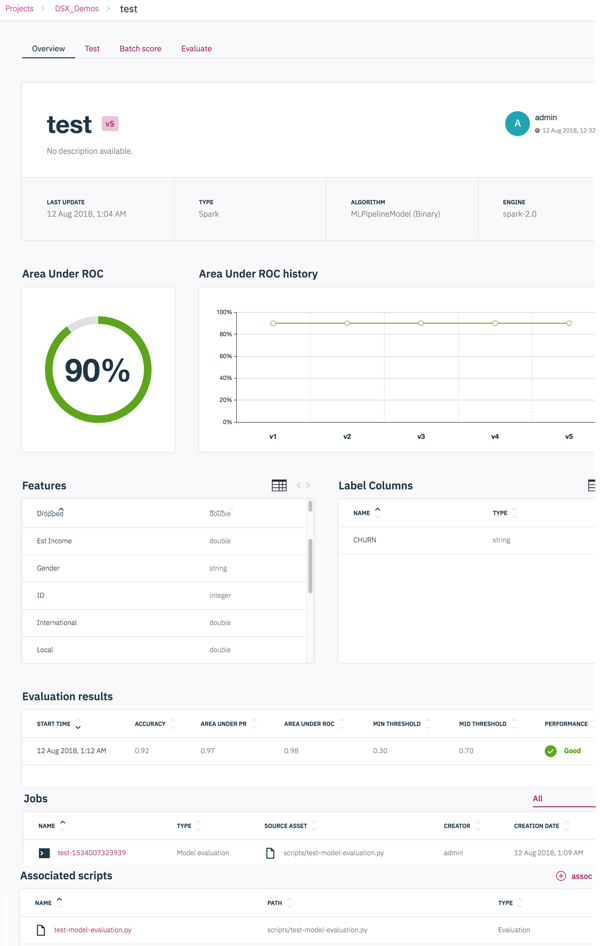 Projects > DSX_Demos > test
Overview Test Batch score Evaluate
test v5
A admin
12 Aug 2018, 12:32
No description available.
LAST UPDATE TYPE ALGORITHM ENGINE
12 Aug 2018, 1:04 AM Spark MLPipelineModel (Binary) spark-2.0
Area Under ROC Area Under ROC history
90%
100%
80%
60%
40%
20%
0%
v1 v2 v3 v4 v5
Features Label Columns
Dropped double
Est Income double
Gender string
ID integer
International double
Local double
NAME TYPE
CHURN string
Evaluation results
START TIME ACCURACY AREA UNDER PR AREA UNDER ROC MIN THRESHOLD MID THRESHOLD PERFORMANCE
12 Aug 2018, 1:12 AM 0.92 0.97 0.98 0.30 0.70 Good
Jobs All
NAME TYPE SOURCE ASSET CREATOR CREATION DATE
test-1534007323939 Model evaluation scripts/test-model-evaluation.py admin 12 Aug 2018, 1:09 AM
Associated scripts assoc
NAME PATH TYPE
test-model-evaluation.py scripts/test-model-evaluation.py Evaluation